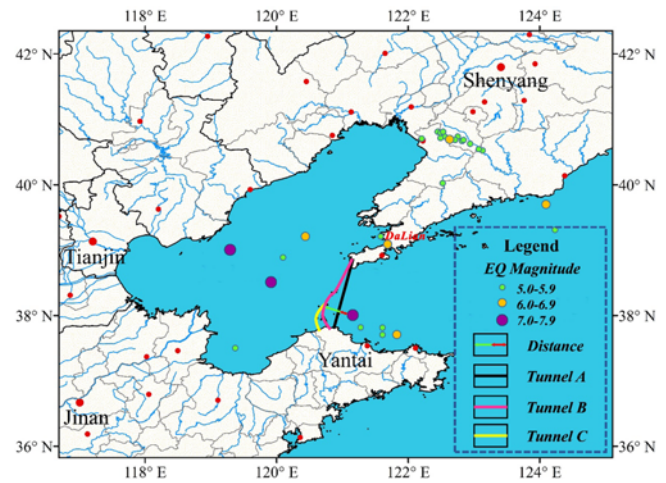 118° E 120° E 122° E 124° E
42° N 42° N
Shenyang
40° N 40° N
DaLian
Tianjin
38° N 38° N
Yantai
Jinan
36° N 36° N
118° E 120° E 122° E 124° E
Legend
EQ Magnitude
5.0-5.9
6.0-6.9
7.0-7.9
Distance
Tunnel A
Tunnel B
Tunnel C